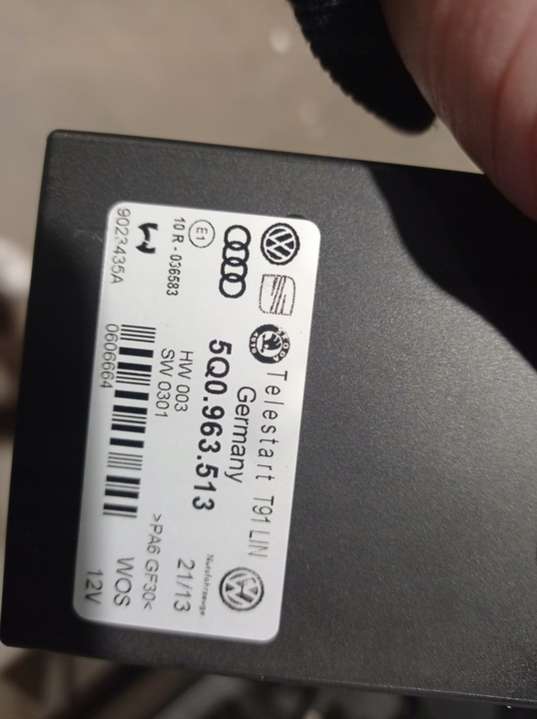 Telestart T91 LIN
Germany
5Q0.963.513
Nutzfahrzeuge
E1
10 R - 036583
HW 003
SW 0301
21/13
>PA6 GF30<
9023435A
0606664
WOS
12V